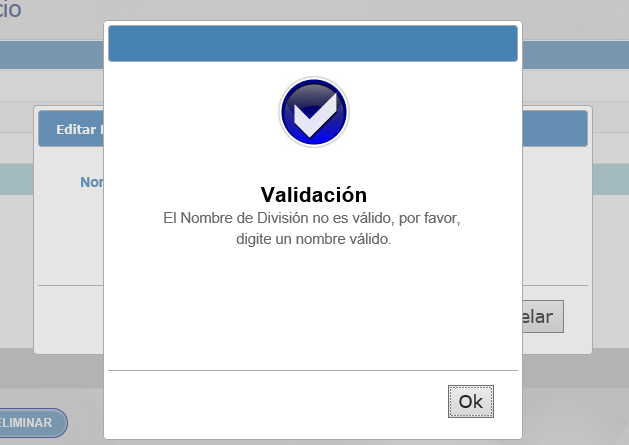 cio
Editar
Validación
El Nombre de División no es válido, por favor,
digite un nombre válido.
elar
Ok
ELIMINAR